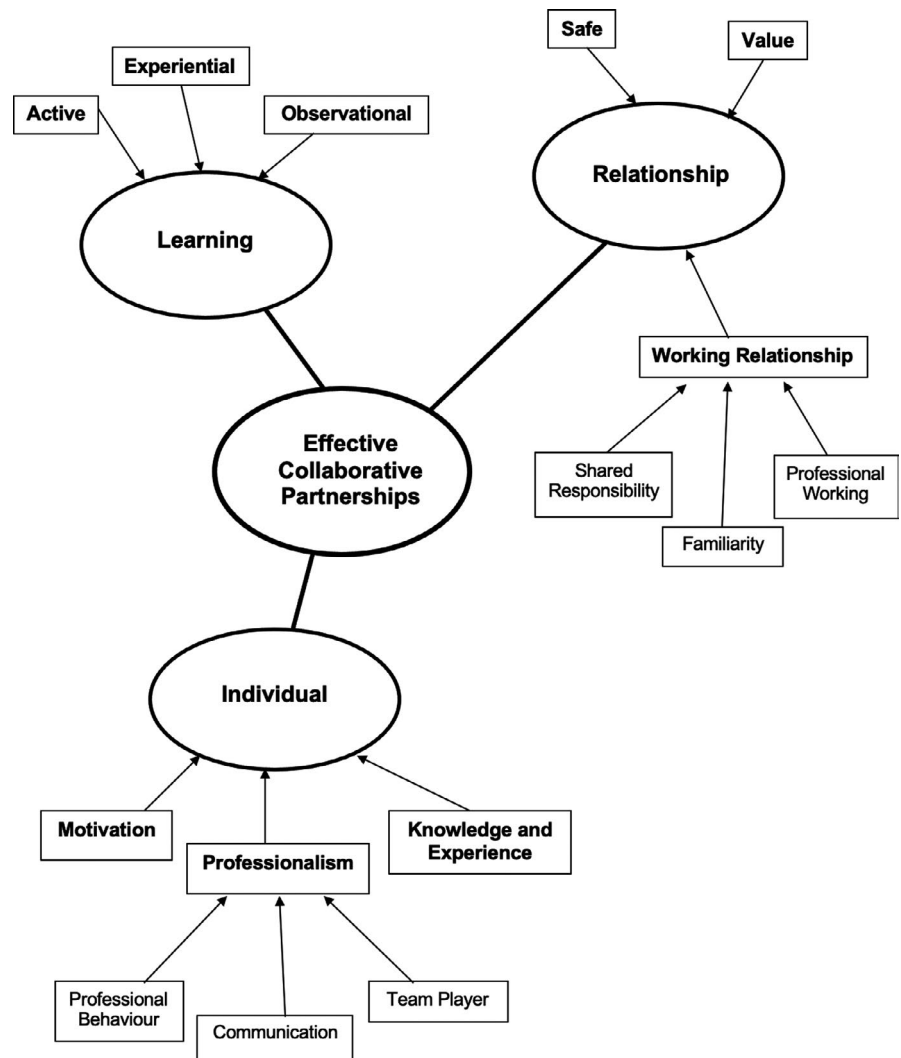 Safe
Value
Experiential
Active
Observational
Relationship
Learning
Working Relationship
Effective
Collaborative
Partnerships
Shared
Responsibility
Professional
Working
Familiarity
Individual
Motivation
Knowledge and
Experience
Professionalism
Professional
Behaviour
Team Player
Communication